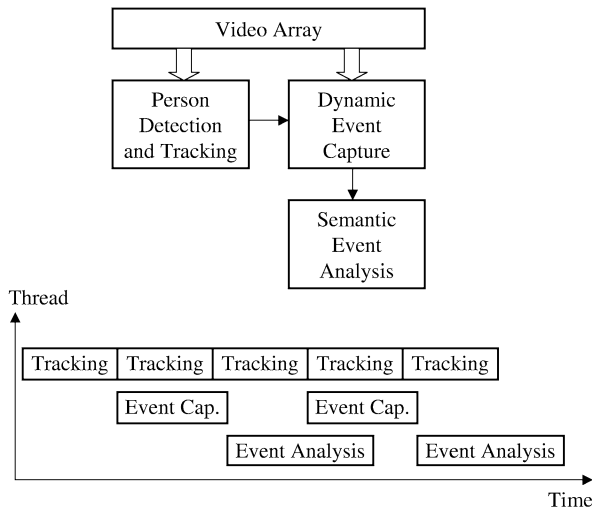 Video Array
Person
Detection
and Tracking
Dynamic
Event
Capture
Semantic
Event
Analysis
Thread
Tracking Tracking Tracking Tracking Tracking
Event Cap. Event Cap.
Event Analysis Event Analysis
Time